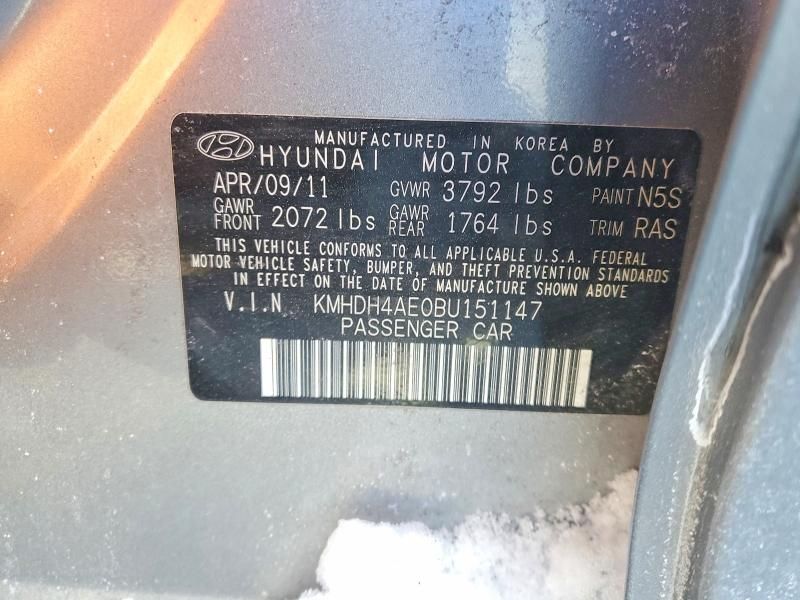 MANUFACTURED IN KOREA BY
HYUNDAI MOTOR COMPANY
APR/09/11 GVWR 3792 lbs PAINT N5S
GAWR FRONT 2072 lbs GAWR REAR 1764 lbs TRIM RAS
THIS VEHICLE CONFORMS TO ALL APPLICABLE U.S.A. FEDERAL
MOTOR VEHICLE SAFETY, BUMPER, AND THEFT PREVENTION STANDARDS
IN EFFECT ON THE DATE OF MANUFACTURE SHOWN ABOVE
V.I.N KMHDH4AE0BU151147
PASSENGER CAR